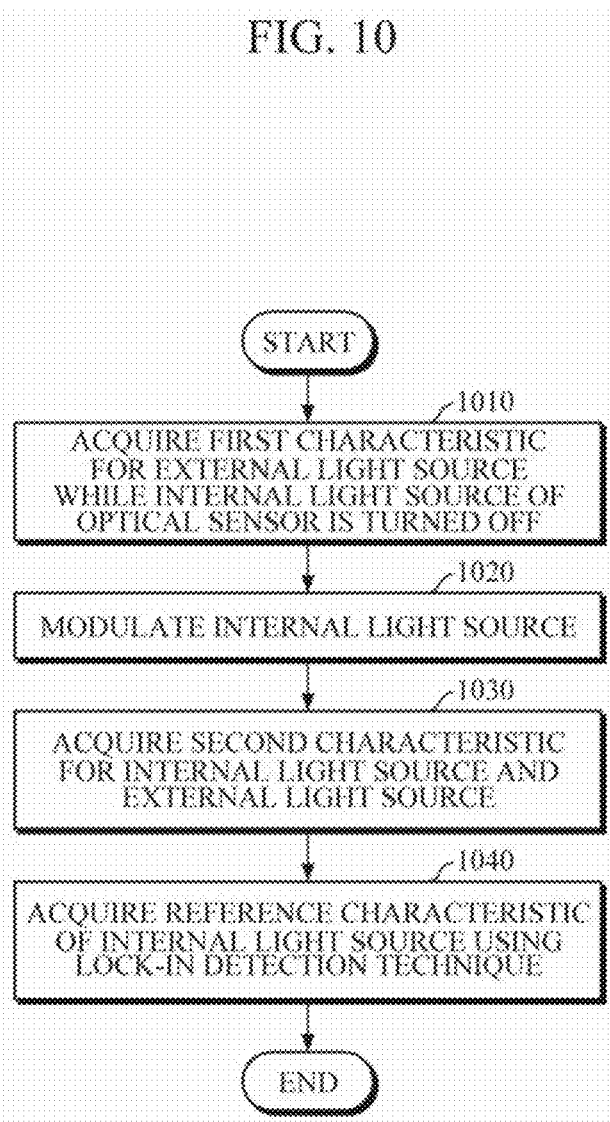 FIG. 10
START
1010
ACQUIRE FIRST CHARACTERISTIC
FOR EXTERNAL LIGHT SOURCE
WHILE INTERNAL LIGHT SOURCE OF
OPTICAL SENSOR IS TURNED OFF
1020
MODULATE INTERNAL LIGHT SOURCE
1030
ACQUIRE SECOND CHARACTERISTIC
FOR INTERNAL LIGHT SOURCE AND
EXTERNAL LIGHT SOURCE
1040
ACQUIRE REFERENCE CHARACTERISTIC
OF INTERNAL LIGHT SOURCE USING
LOCK-IN DETECTION TECHNIQUE
END